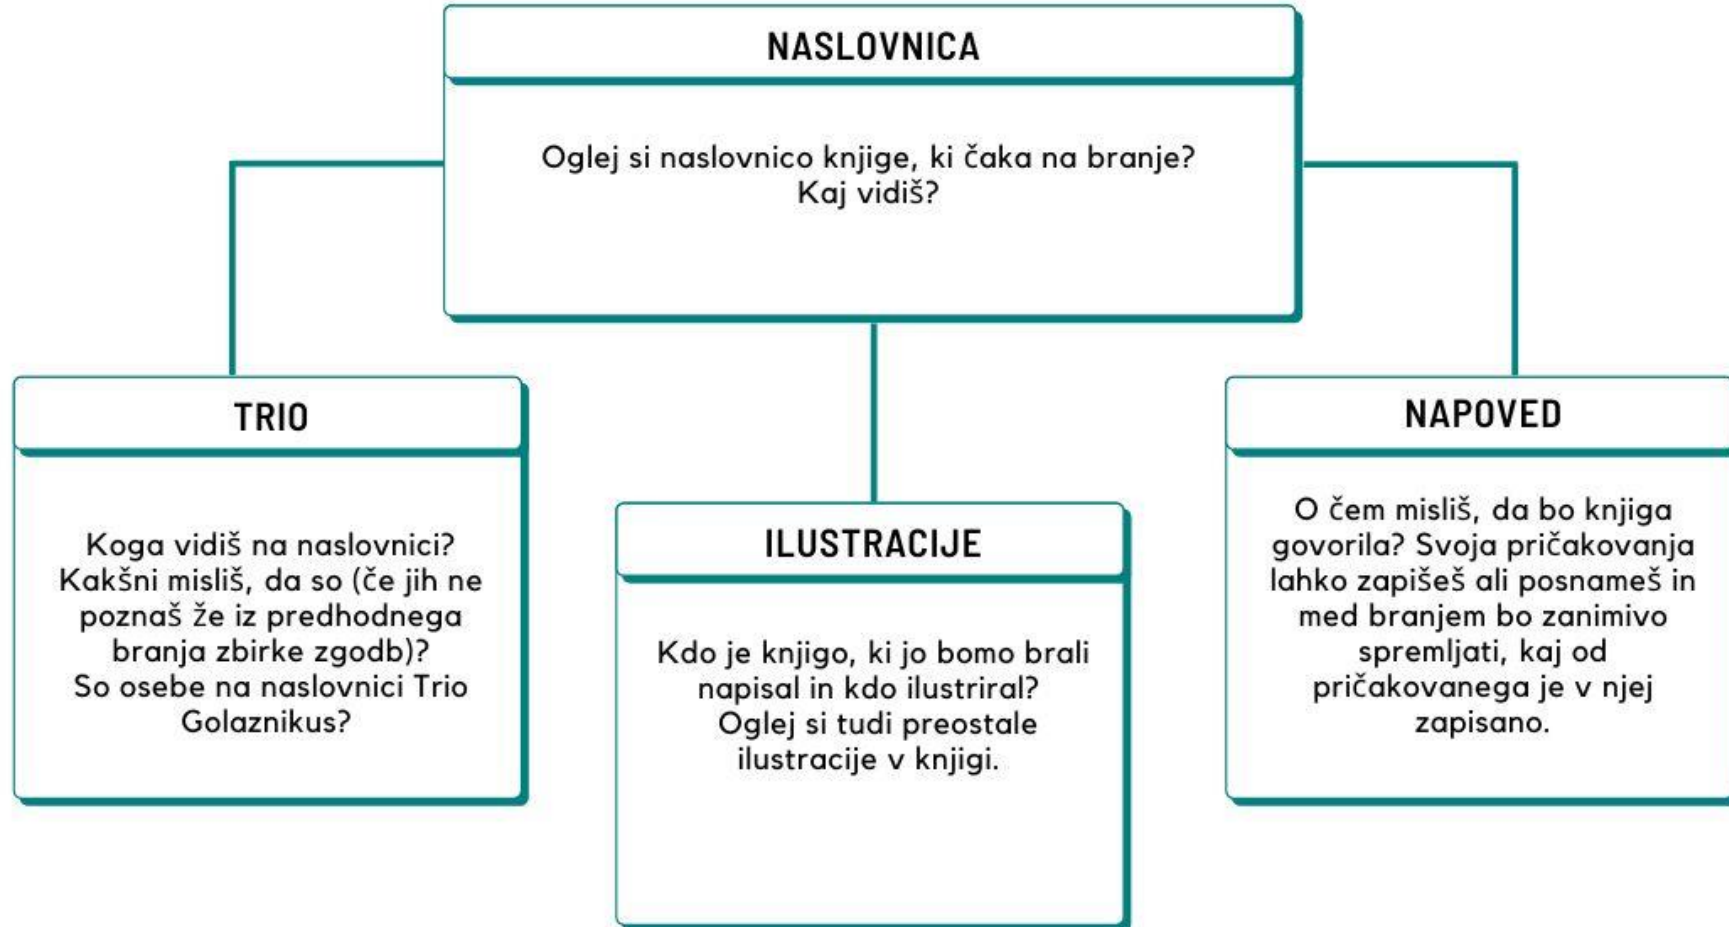 NASLOVNICA
Oglej si naslovnico knjige, ki čaka na branje?
Kaj vidiš?
TRIO
Koga vidiš na naslovnici?
Kakšni misliš, da so (če jih ne
poznaš že iz predhodnega
branja zbirke zgodb)?
So osebe na naslovnici Trio
Golaznikus?
ILUSTRACIJE
Kdo je knjigo, ki jo bomo brali
napisal in kdo ilustriral?
Oglej si tudi preostale
ilustracije v knjigi.
NAPOVED
O čem misliš, da bo knjiga
govorila? Svoja pričakovanja
lahko zapišeš ali posnameš in
med branjem bo zanimivo
spremljati, kaj od
pričakovanega je v njej
zapisano.